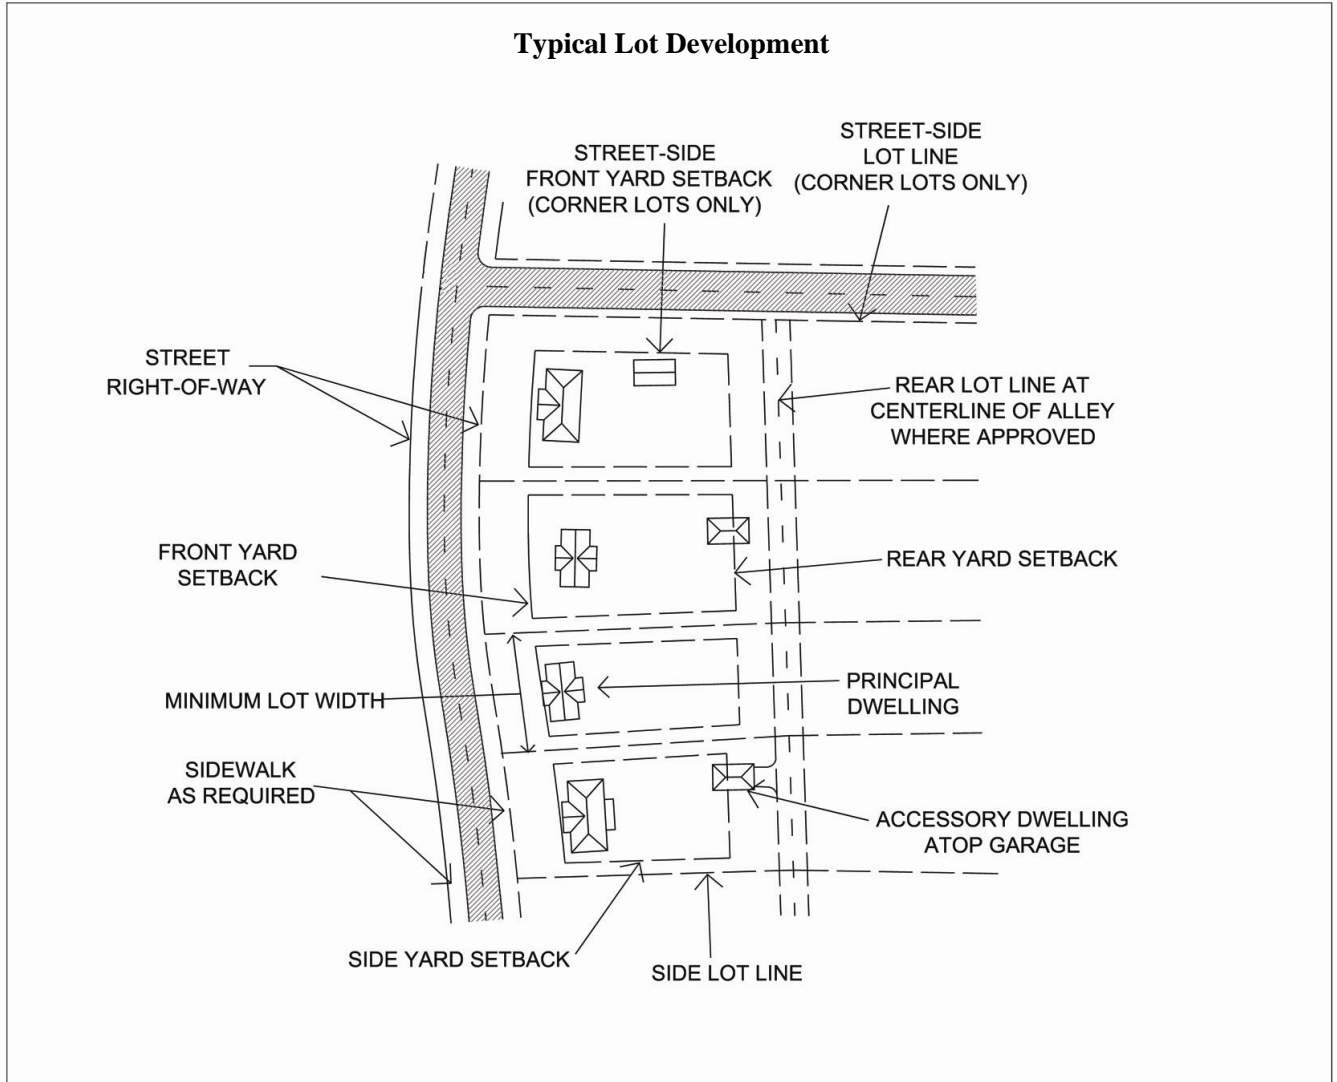 Typical Lot Development
STREET-SIDE
LOT LINE
(CORNER LOTS ONLY)
STREET-SIDE
FRONT YARD SETBACK
(CORNER LOTS ONLY)
STREET
RIGHT-OF-WAY
REAR LOT LINE AT
CENTERLINE OF ALLEY
WHERE APPROVED
FRONT YARD
SETBACK
REAR YARD SETBACK
MINIMUM LOT WIDTH
PRINCIPAL
DWELLING
SIDEWALK
AS REQUIRED
ACCESSORY DWELLING
ATOP GARAGE
SIDE YARD SETBACK
SIDE LOT LINE